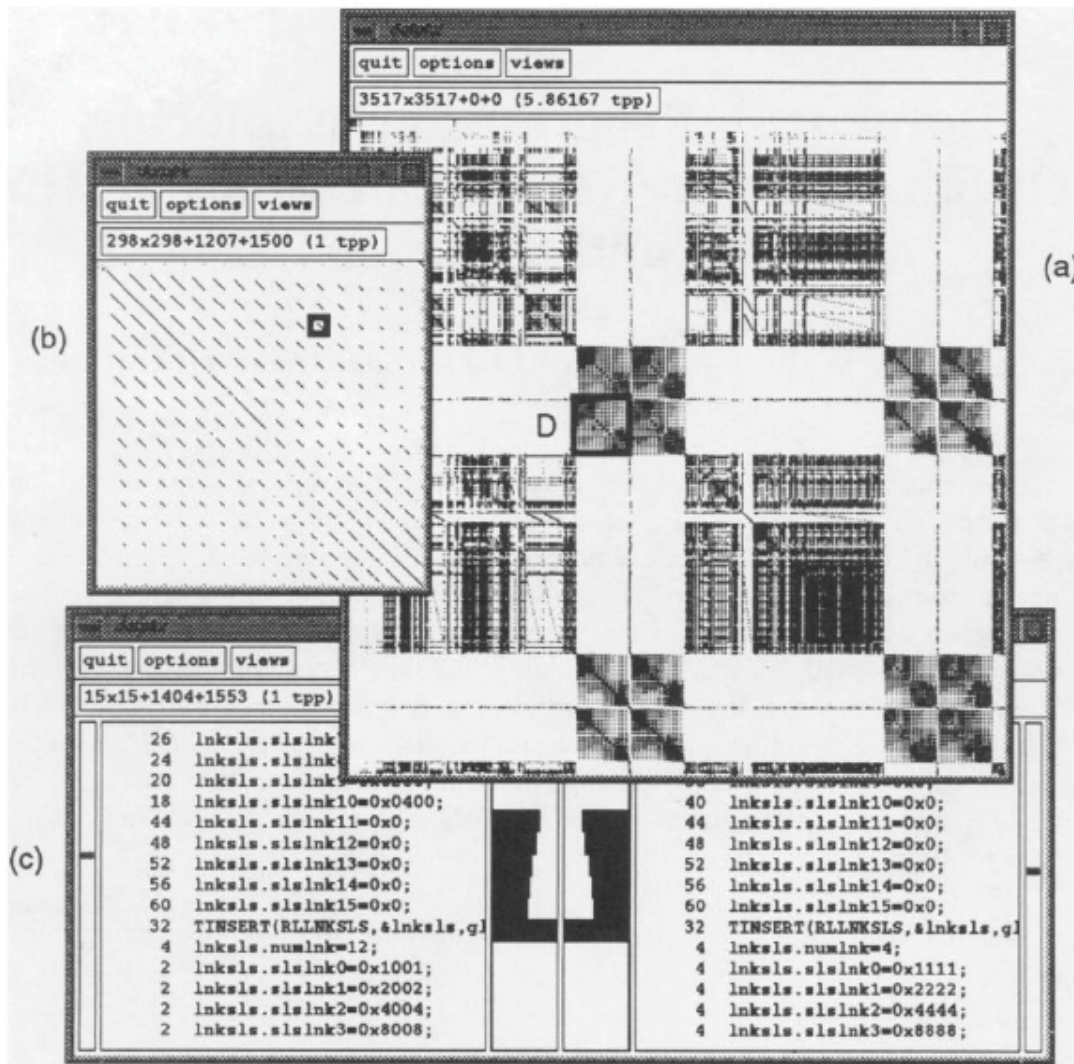 quit options views
3517x3517+0+0 (5.86167 tpp)
(a)
quit options views
298x298+1207+1500 (1 tpp)
(b)
D
quit options views
15x15+1404+1553 (1 tpp)
(c)
26 lnksls.slslnk
24 lnksls.slslnk
20 lnksls.slslnk
18 lnksls.slslnk10=0x0400;
44 lnksls.slslnk11=0x0;
48 lnksls.slslnk12=0x0;
52 lnksls.slslnk13=0x0;
56 lnksls.slslnk14=0x0;
60 lnksls.slslnk15=0x0;
32 TINSERT(RLLNKSLS,&lnksls,gl
4 lnksls.numlnk=12;
2 lnksls.slslnk0=0x1001;
2 lnksls.slslnk1=0x2002;
2 lnksls.slslnk2=0x4004;
2 lnksls.slslnk3=0x8008;
40 lnksls.slslnk10=0x0;
44 lnksls.slslnk11=0x0;
48 lnksls.slslnk12=0x0;
52 lnksls.slslnk13=0x0;
56 lnksls.slslnk14=0x0;
60 lnksls.slslnk15=0x0;
32 TINSERT(RLLNKSLS,&lnksls,gl
4 lnksls.numlnk=4;
4 lnksls.slslnk0=0x1111;
4 lnksls.slslnk1=0x2222;
4 lnksls.slslnk2=0x4444;
4 lnksls.slslnk3=0x8888;